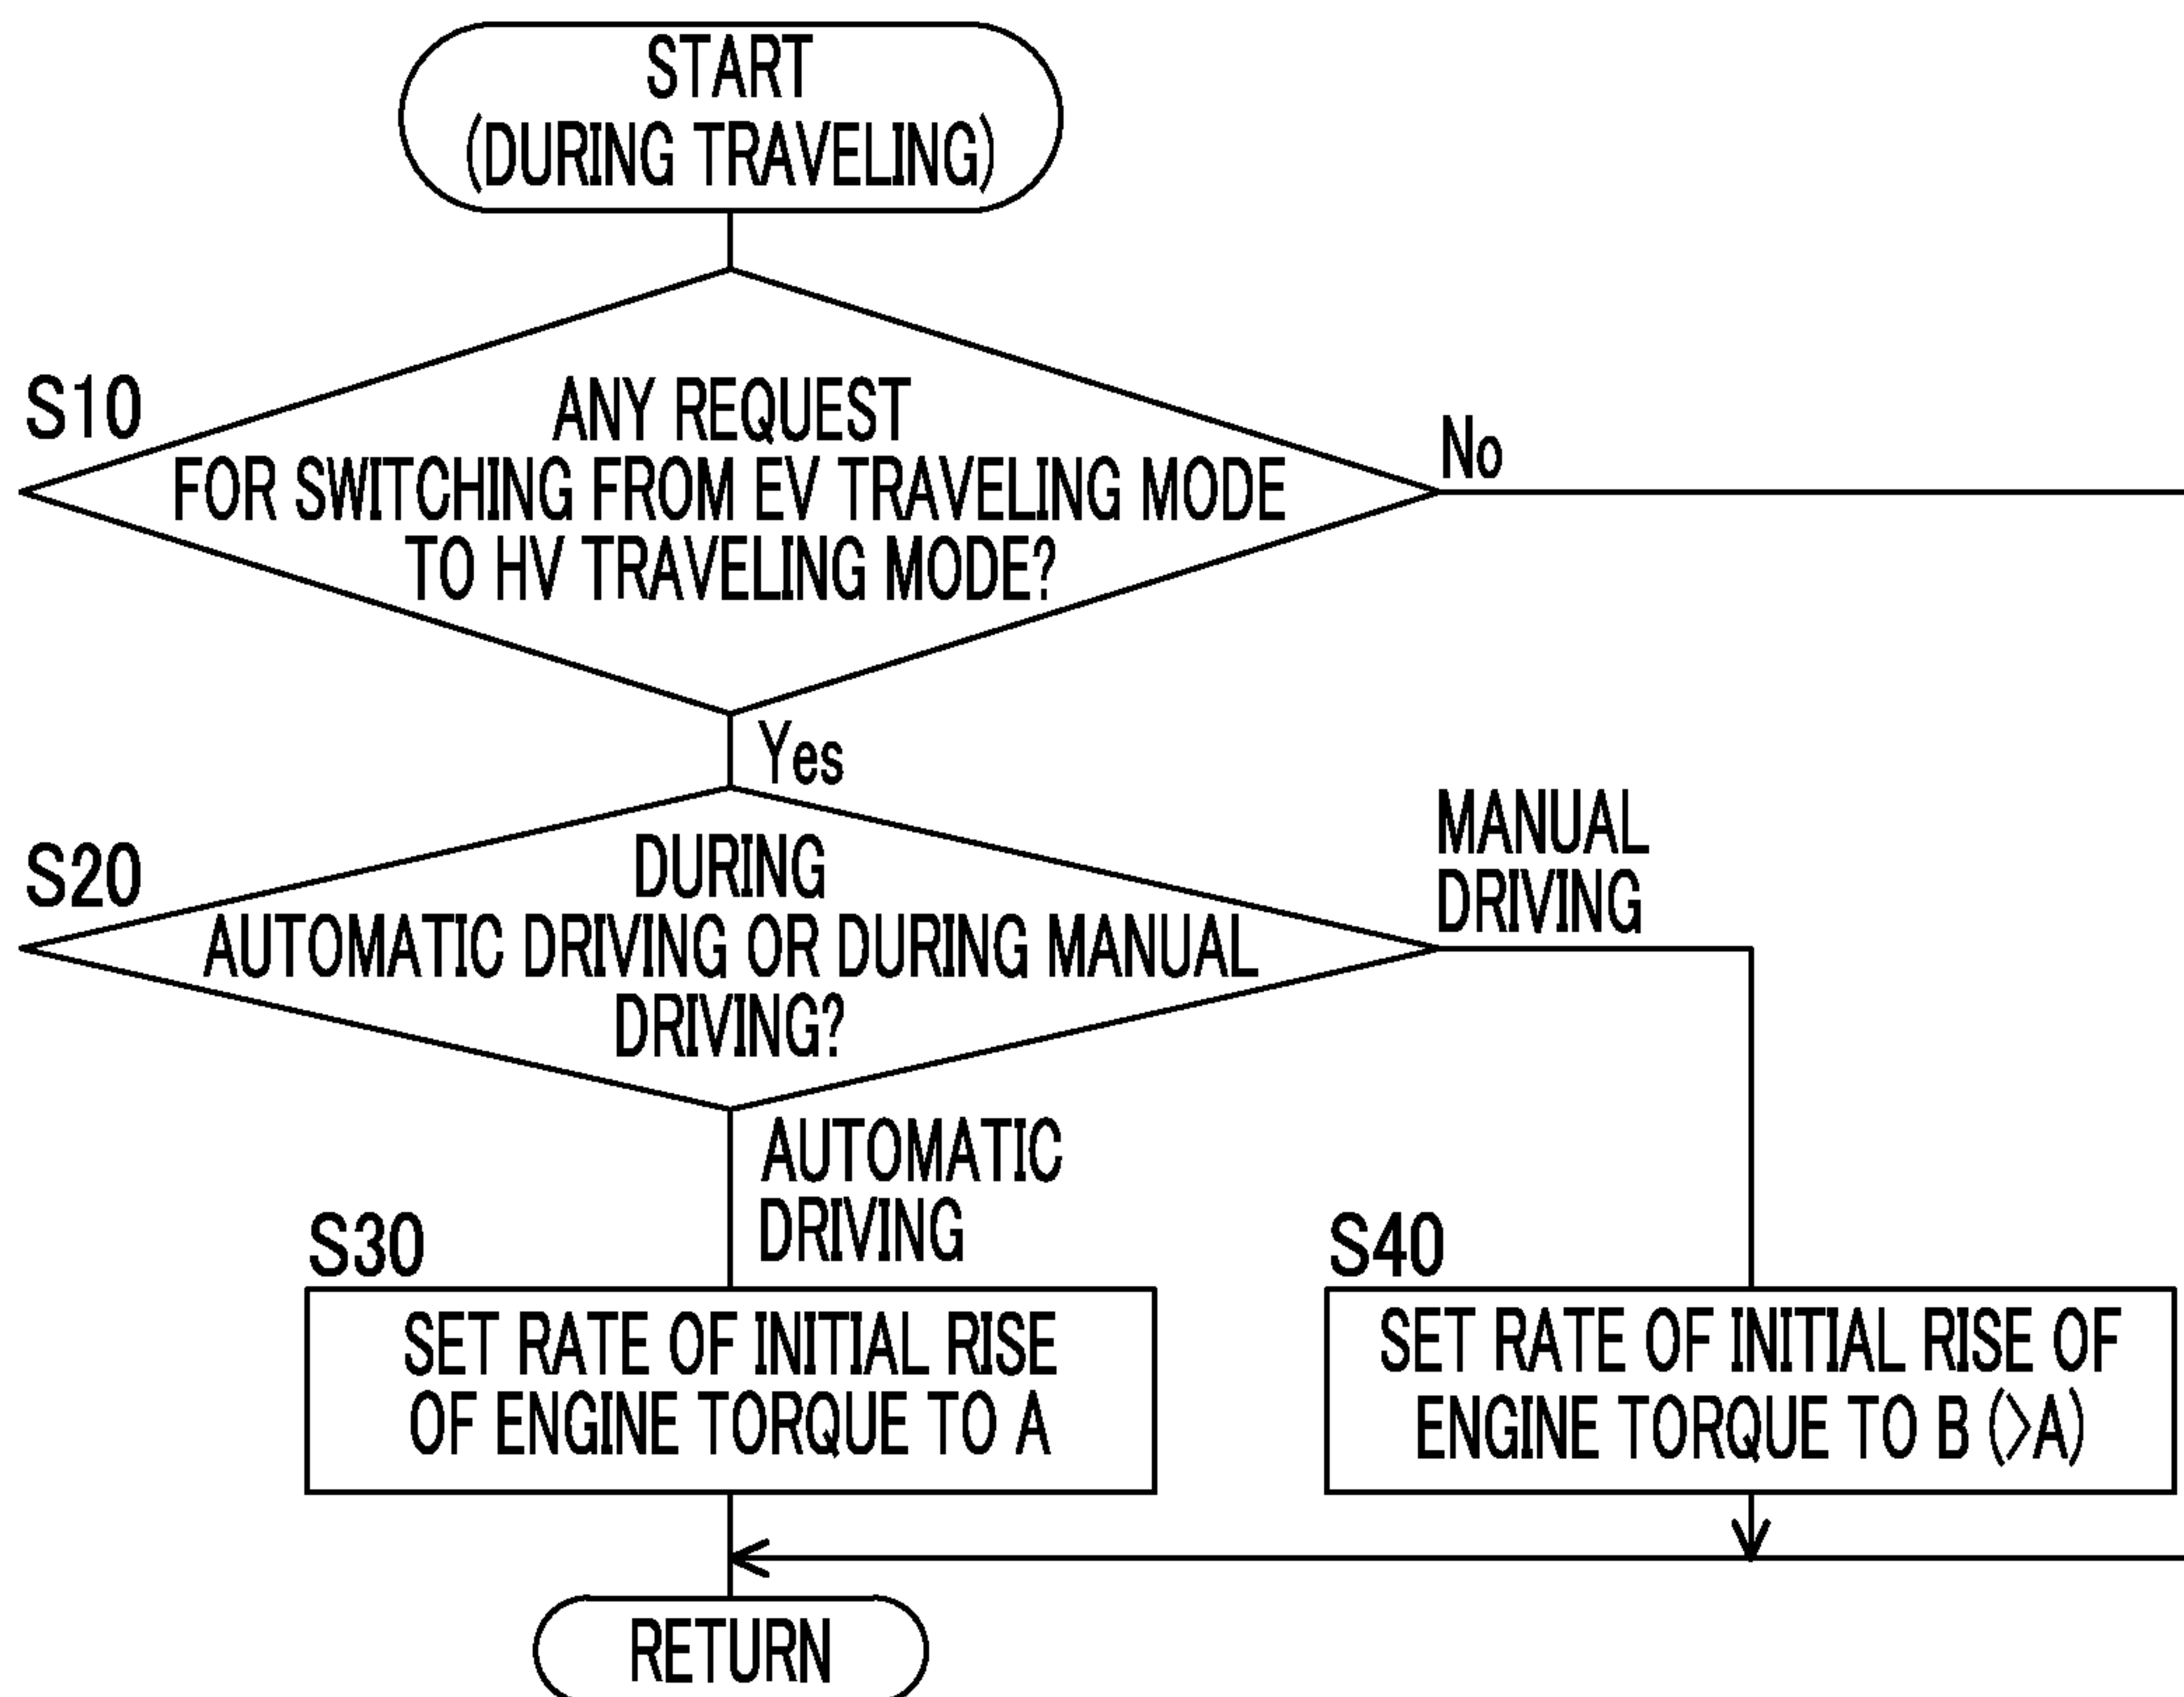 START
(DURING TRAVELING)
S10
ANY REQUEST
FOR SWITCHING FROM EV TRAVELING MODE
TO HV TRAVELING MODE?
No
Yes
S20
DURING
AUTOMATIC DRIVING OR DURING MANUAL
DRIVING?
MANUAL
DRIVING
AUTOMATIC
DRIVING
S30
SET RATE OF INITIAL RISE
OF ENGINE TORQUE TO A
S40
SET RATE OF INITIAL RISE OF
ENGINE TORQUE TO B (>A)
RETURN